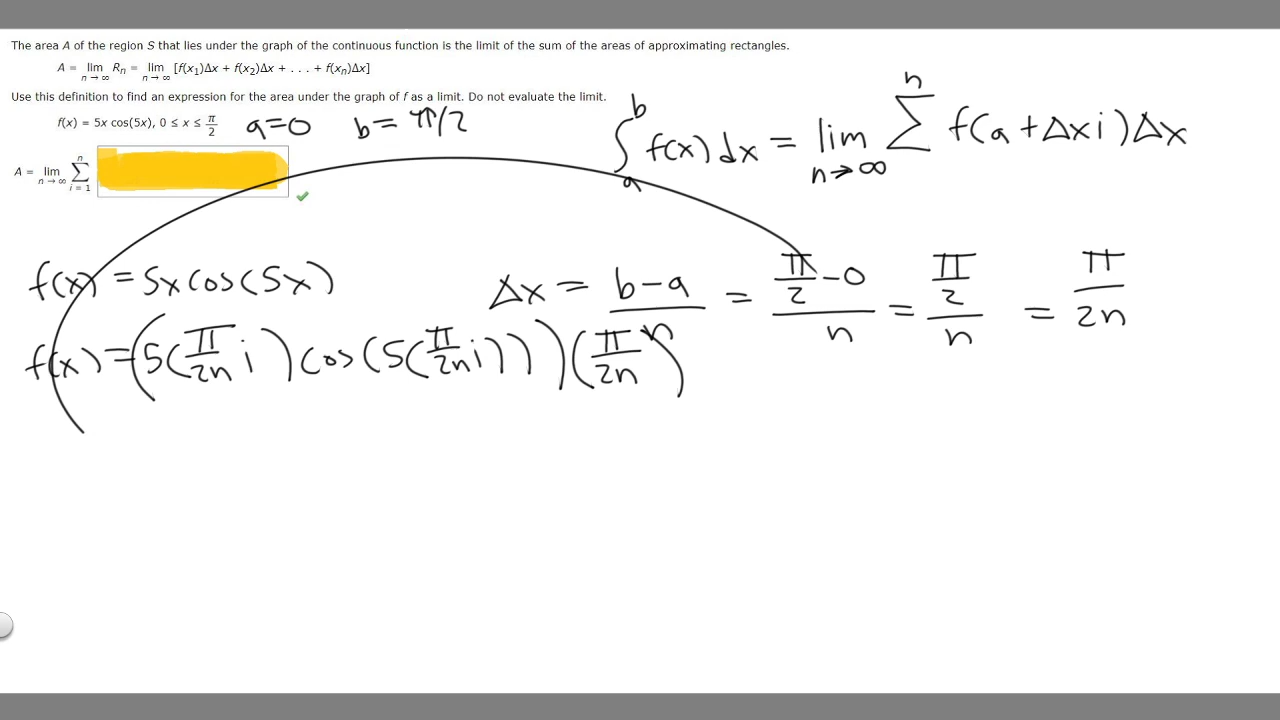 The area A of the region S that lies under the graph of the continuous function is the limit of the sum of the areas of approximating rectangles.
A = lim n→∞ Rn = lim n→∞ [f(x1)Δx + f(x2)Δx + . . . + f(xn)Δx]
Use this definition to find an expression for the area under the graph of f as a limit. Do not evaluate the limit.
f(x) = 5x cos(5x), 0 ≤ x ≤ π/2 a=0 b= π/2
∫ab f(x) dx = lim n→∞ Σn f(a+Δxi)Δx
A = lim n→∞ Σ n i = 1
f(x) = 5x cos(5x)
Δx = b-a/n = π/2 -0/n = π/2/n = π/2n
f(x) = (5(π/2n i) cos(5(π/2n i)))(π/2n)